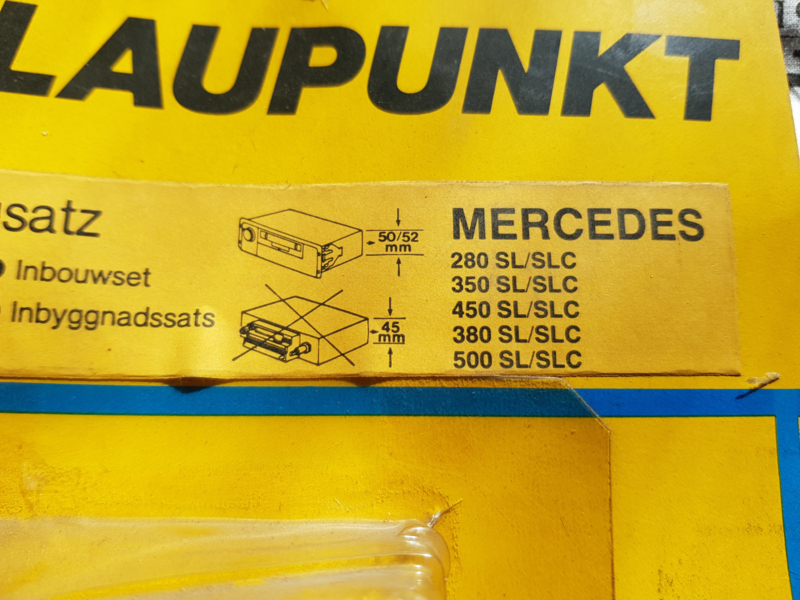 LAUPUNKT
satz
Inbouwset
Inbyggnadssats
50/52
mm
45
mm
MERCEDES
280 SL/SLC
350 SL/SLC
450 SL/SLC
380 SL/SLC
500 SL/SLC